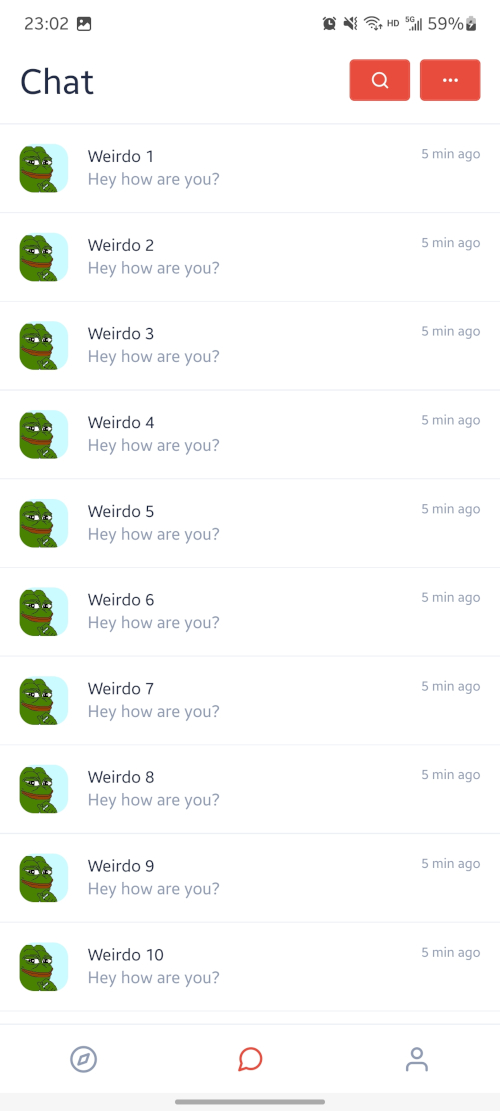 23:02 HD 5G 59%
Chat
Weirdo 1 5 min ago
Hey how are you?
Weirdo 2 5 min ago
Hey how are you?
Weirdo 3 5 min ago
Hey how are you?
Weirdo 4 5 min ago
Hey how are you?
Weirdo 5 5 min ago
Hey how are you?
Weirdo 6 5 min ago
Hey how are you?
Weirdo 7 5 min ago
Hey how are you?
Weirdo 8 5 min ago
Hey how are you?
Weirdo 9 5 min ago
Hey how are you?
Weirdo 10 5 min ago
Hey how are you?